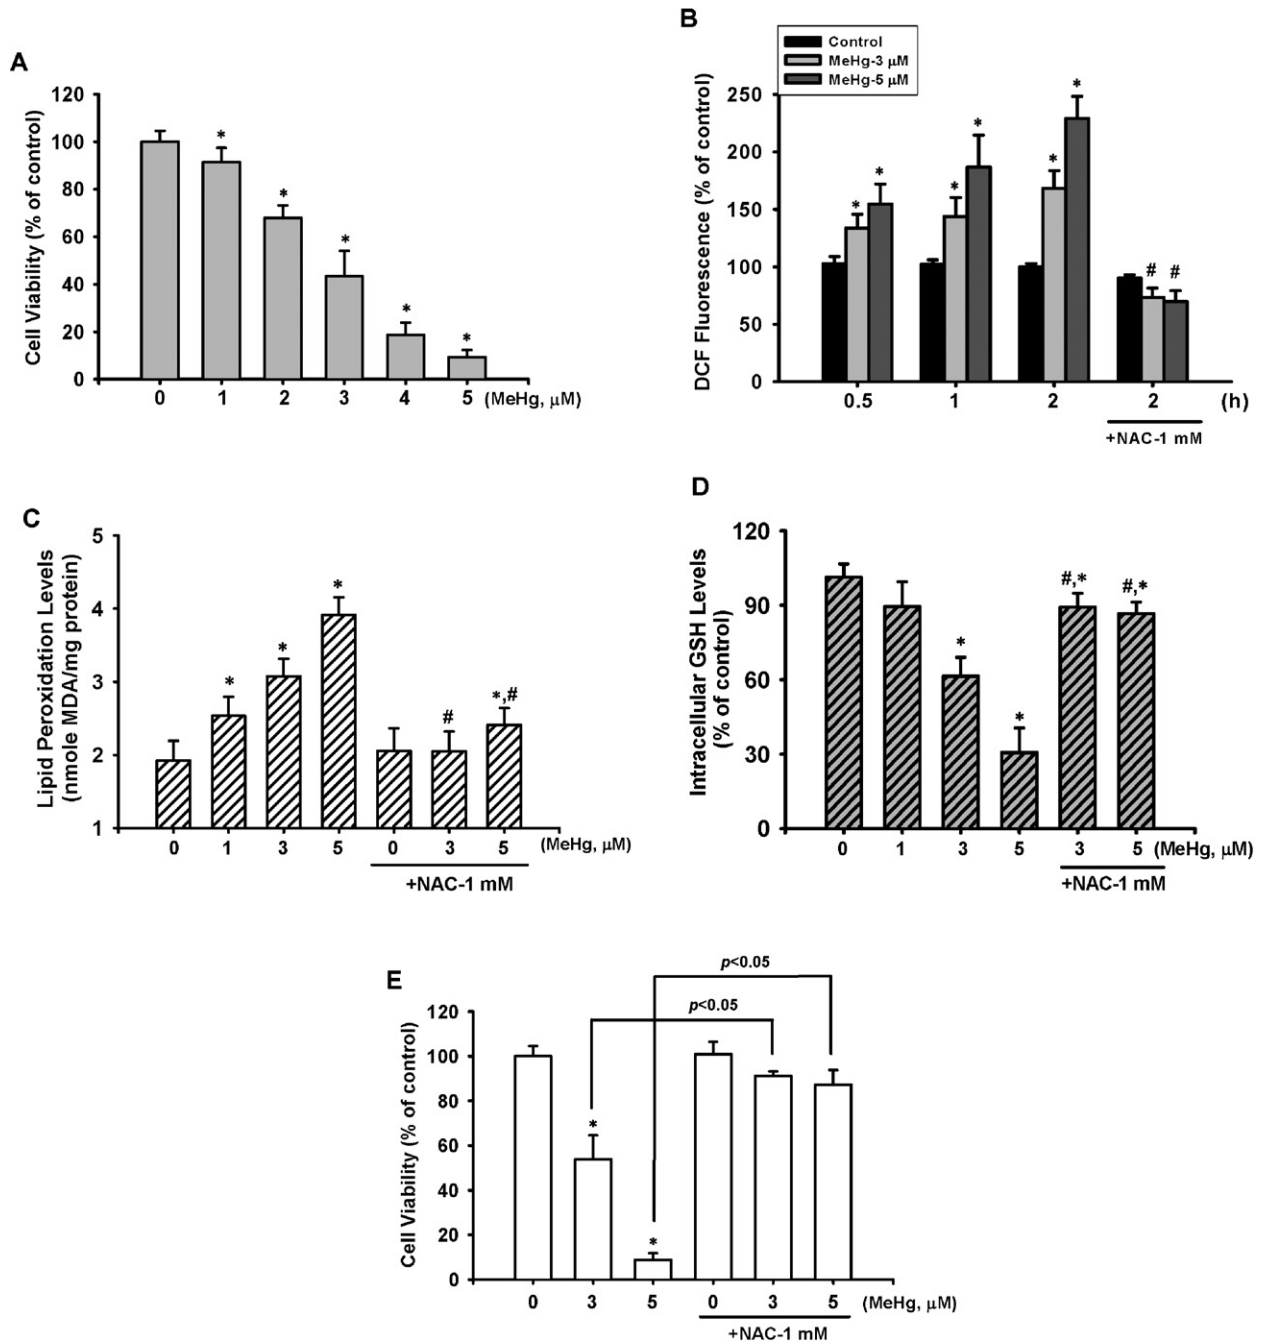 A
Cell Viability (% of control)
120
100
80
60
40
20
0
*
*
*
*
*
0 1 2 3 4 5 (MeHg, μM)
B
Control
MeHg-3 μM
MeHg-5 μM
DCF Fluorescence (% of control)
250
200
150
100
50
0
* *
* *
* *
# #
0.5 1 2 2 (h)
+NAC-1 mM
C
Lipid Peroxidation Levels
(nmole MDA/mg protein)
5
4
3
2
1
*
*
*
#
*,#
0 1 3 5 0 3 5 (MeHg, μM)
+NAC-1 mM
D
Intracellular GSH Levels
(% of control)
120
90
60
30
0
*
*
#,*
#,*
0 1 3 5 3 5 (MeHg, μM)
+NAC-1 mM
E
Cell Viability (% of control)
120
100
80
60
40
20
0
p<0.05
p<0.05
*
*
0 3 5 0 3 5 (MeHg, μM)
+NAC-1 mM